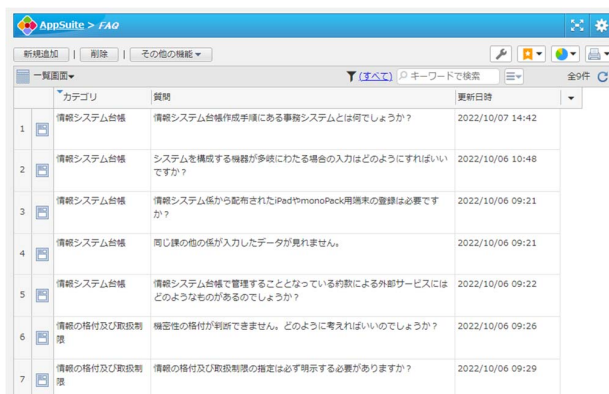 AppSuite > FAQ
新規追加 | 削除 | その他の機能
一覧画面 (すべて) キーワードで検索 全9件
カテゴリ 質問 更新日時
1 情報システム台帳 情報システム台帳作成手順にある事務システムとは何でしょうか？ 2022/10/07 14:42
2 情報システム台帳 システムを構成する機器が多岐にわたる場合の入力はどのようにすればいい 2022/10/06 10:48
ですか？
3 情報システム台帳 情報システム係から配布されたiPadやmonoPack用端末の登録は必要です 2022/10/06 09:21
か？
4 情報システム台帳 同じ課の他の係が入力したデータが見れません。 2022/10/06 09:21
5 情報システム台帳 情報システム台帳で管理することとなっている約款による外部サービスには 2022/10/06 09:22
どのようなものがあるのでしょうか？
6 情報の格付及び取扱制 機密性の格付が判断できません。どのように考えればいいのでしょうか？ 2022/10/06 09:26
限
7 情報の格付及び取扱制 情報の格付及び取扱制限の指定は必ず明示する必要がありますか？ 2022/10/06 09:29
限